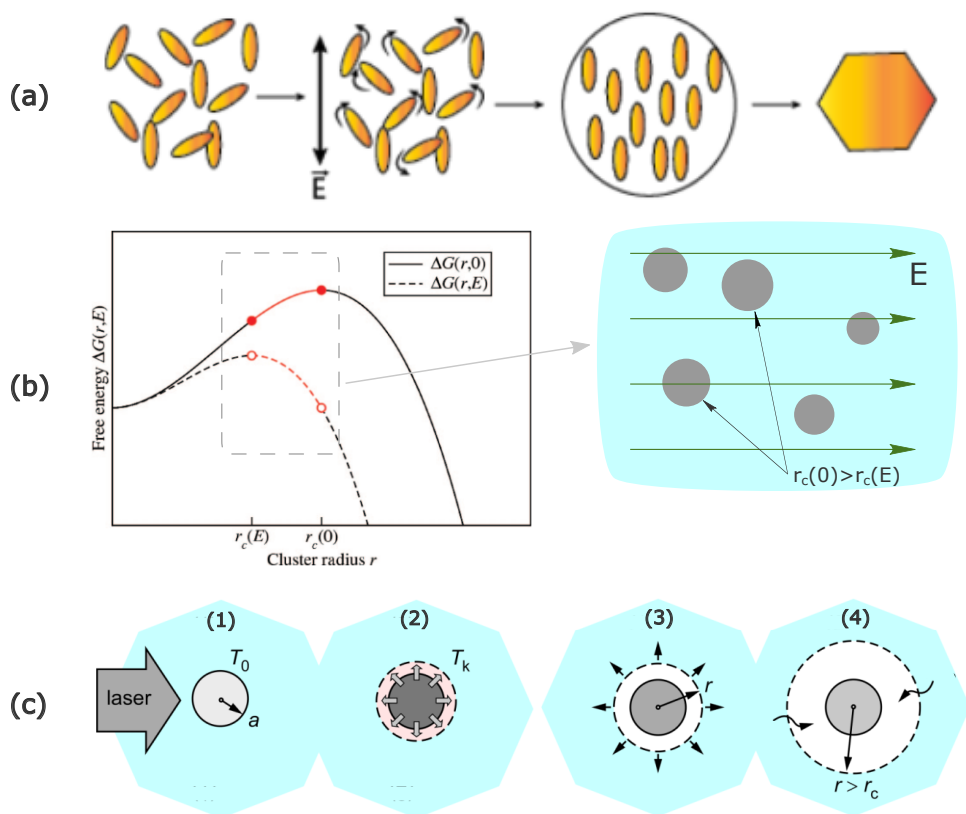 (a)
E
(b)
Free energy ΔG(r,E)
ΔG(r,0)
ΔG(r,E)
r_c(E)
r_c(0)
Cluster radius r
E
r_c(0)>r_c(E)
(c)
laser
(1)
T_0
a
(2)
T_k
(3)
r
(4)
r > r_c